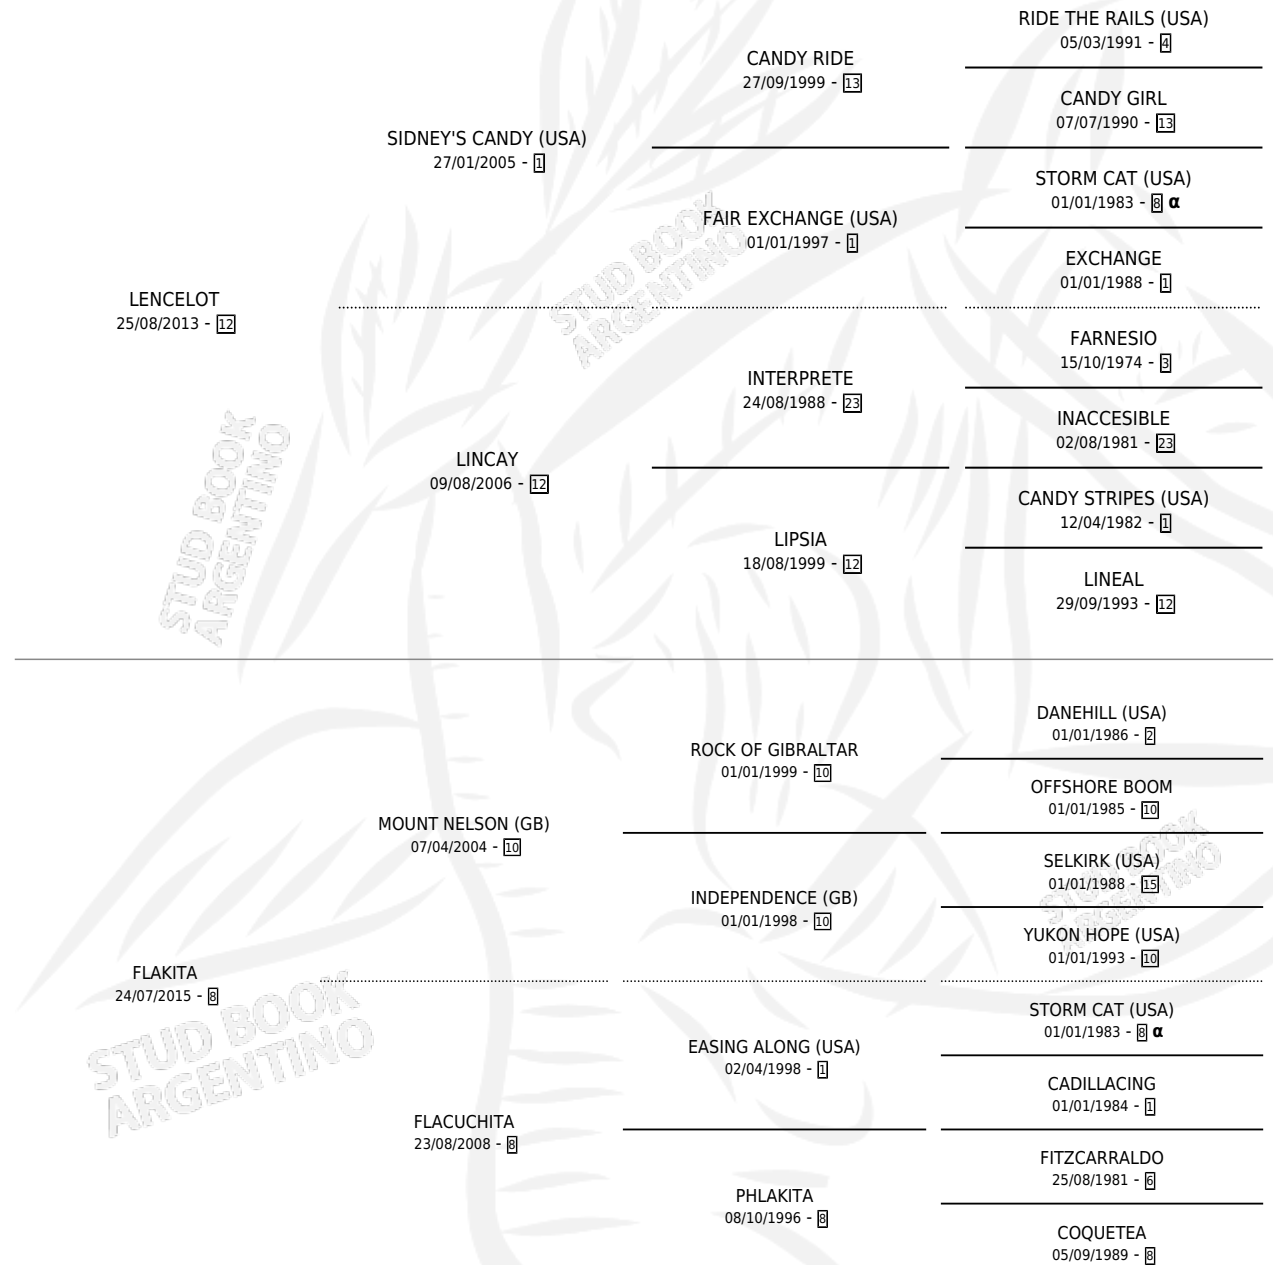 RIDE THE RAILS (USA)
05/03/1991 - 4
CANDY RIDE
27/09/1999 - 13
CANDY GIRL
07/07/1990 - 13
SIDNEY'S CANDY (USA)
27/01/2005 - 1
STORM CAT (USA)
01/01/1983 - 8 α
FAIR EXCHANGE (USA)
01/01/1997 - 1
EXCHANGE
01/01/1988 - 1
STUD BOOK
ARGENTINO
LENCELOT
25/08/2013 - 12
FARNESIO
15/10/1974 - 3
INTERPRETE
24/08/1988 - 23
INACCESIBLE
02/08/1981 - 23
LINCAY
09/08/2006 - 12
CANDY STRIPES (USA)
12/04/1982 - 1
LIPSIA
18/08/1999 - 12
LINEAL
29/09/1993 - 12
STUD BOOK
ARGENTINO
DANEHILL (USA)
01/01/1986 - 2
ROCK OF GIBRALTAR
01/01/1999 - 10
OFFSHORE BOOM
01/01/1985 - 10
MOUNT NELSON (GB)
07/04/2004 - 10
SELKIRK (USA)
01/01/1988 - 15
STUD BOOK
ARGENTINO
INDEPENDENCE (GB)
01/01/1998 - 10
YUKON HOPE (USA)
01/01/1993 - 10
FLAKITA
24/07/2015 - 8
STUD BOOK
ARGENTINO
STORM CAT (USA)
01/01/1983 - 8 α
EASING ALONG (USA)
02/04/1998 - 1
CADILLACING
01/01/1984 - 1
FLACUCHITA
23/08/2008 - 8
FITZCARRALDO
25/08/1981 - 6
PHLAKITA
08/10/1996 - 8
COQUETEA
05/09/1989 - 8